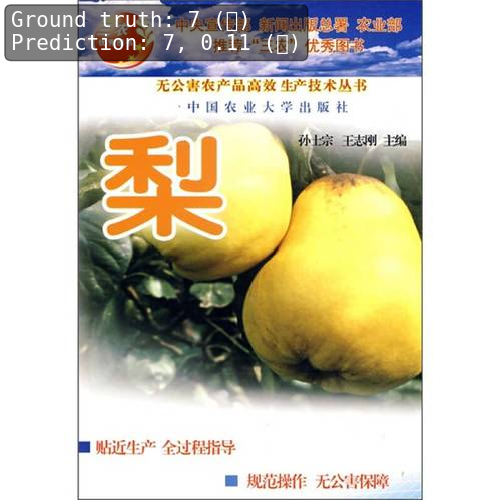 Ground truth: 7 (▯)
Prediction: 7, 0.11 (▯)
新闻出版总署 农业部
优秀图书
无公害农产品高效生产技术丛书
中国农业大学出版社
孙士宗 王志刚 主编
梨
贴近生产 全过程指导
规范操作 无公害保障